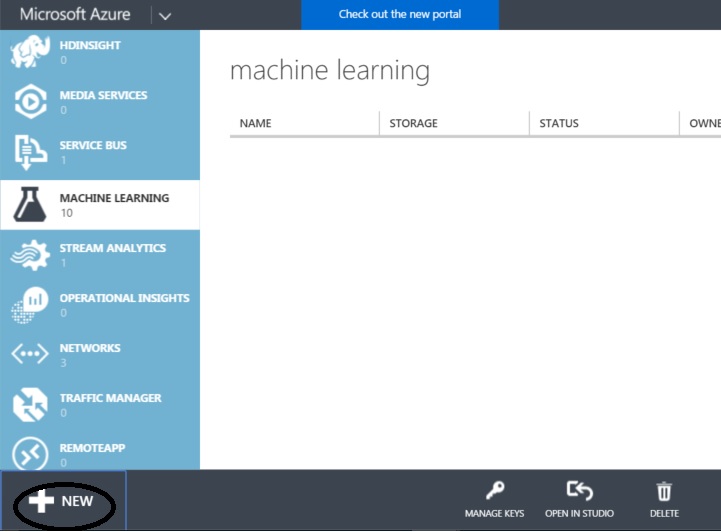 Microsoft Azure
Check out the new portal
HDINSIGHT
0
MEDIA SERVICES
0
SERVICE BUS
1
MACHINE LEARNING
10
STREAM ANALYTICS
1
OPERATIONAL INSIGHTS
0
NETWORKS
3
TRAFFIC MANAGER
0
REMOTEAPP
0
machine learning
NAME STORAGE STATUS OWNE
NEW
MANAGE KEYS OPEN IN STUDIO DELETE